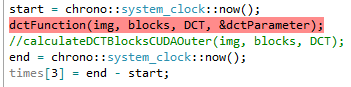 start = chrono::system_clock::now();
dctFunction(img, blocks, DCT, &dctParameter);
//calculateDCTBlocksCUDAOuter(img, blocks, DCT);
end = chrono::system_clock::now();
times[3] = end - start;